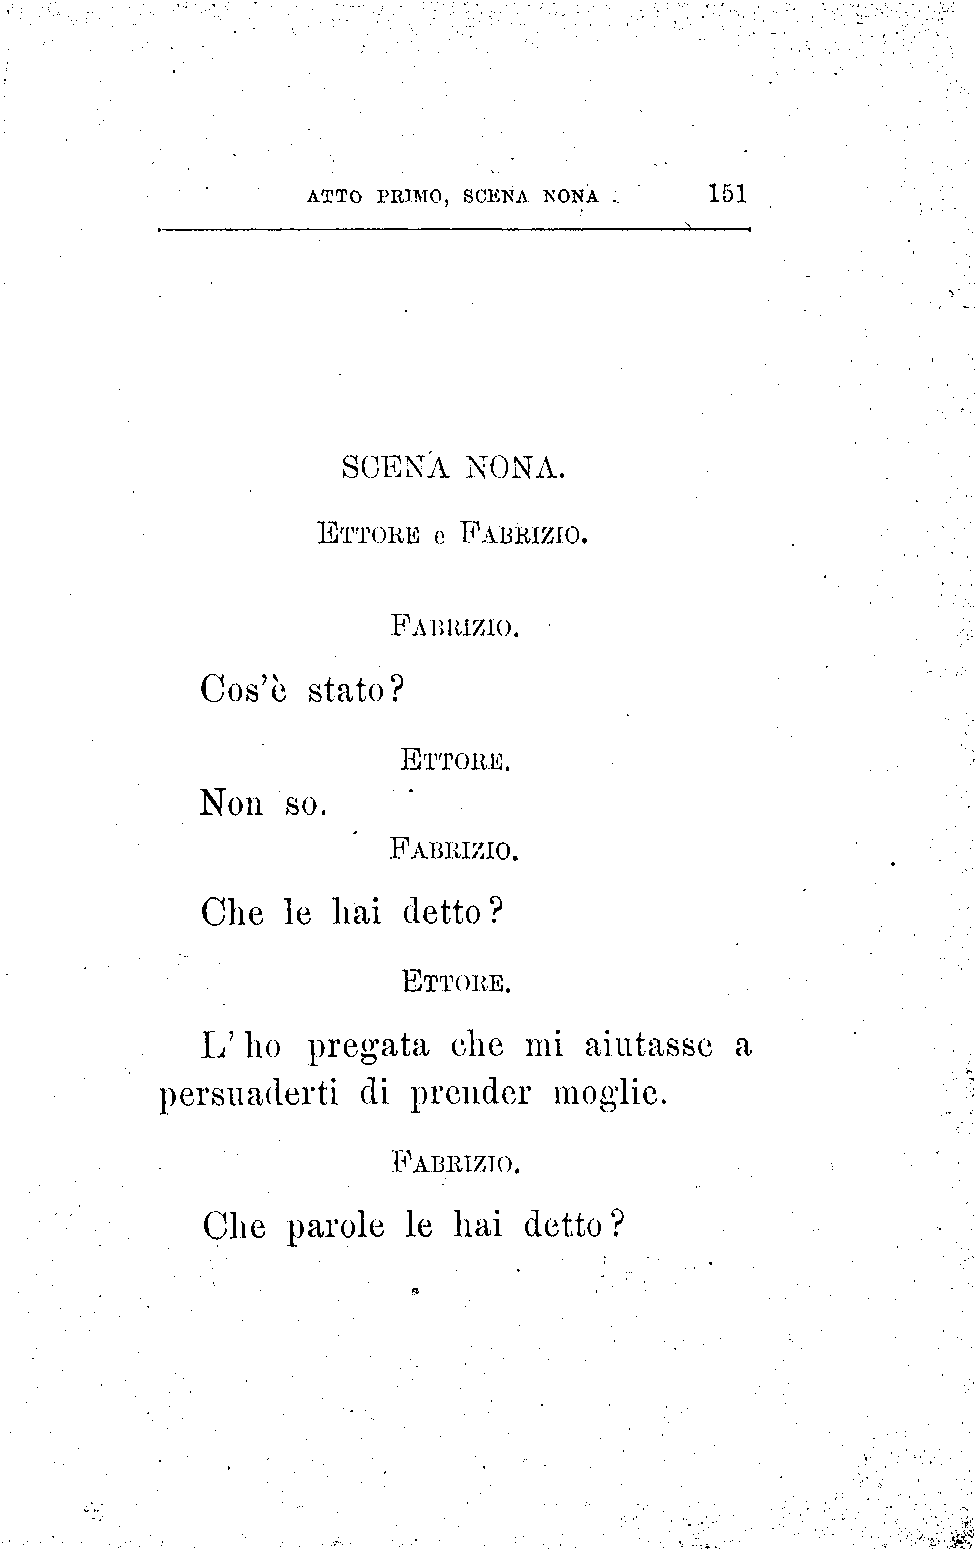 ATTO PRIMO, SCENA NONA 151
SCENA NONA.
ETTORE e FABRIZIO.
FABRIZIO.
Cos'è stato?
ETTORE.
Non so.
FABRIZIO.
Che le hai detto?
ETTORE.
L'ho pregata che mi aiutasse a
persuaderti di prender moglie.
FABRIZIO.
Che parole le hai detto?